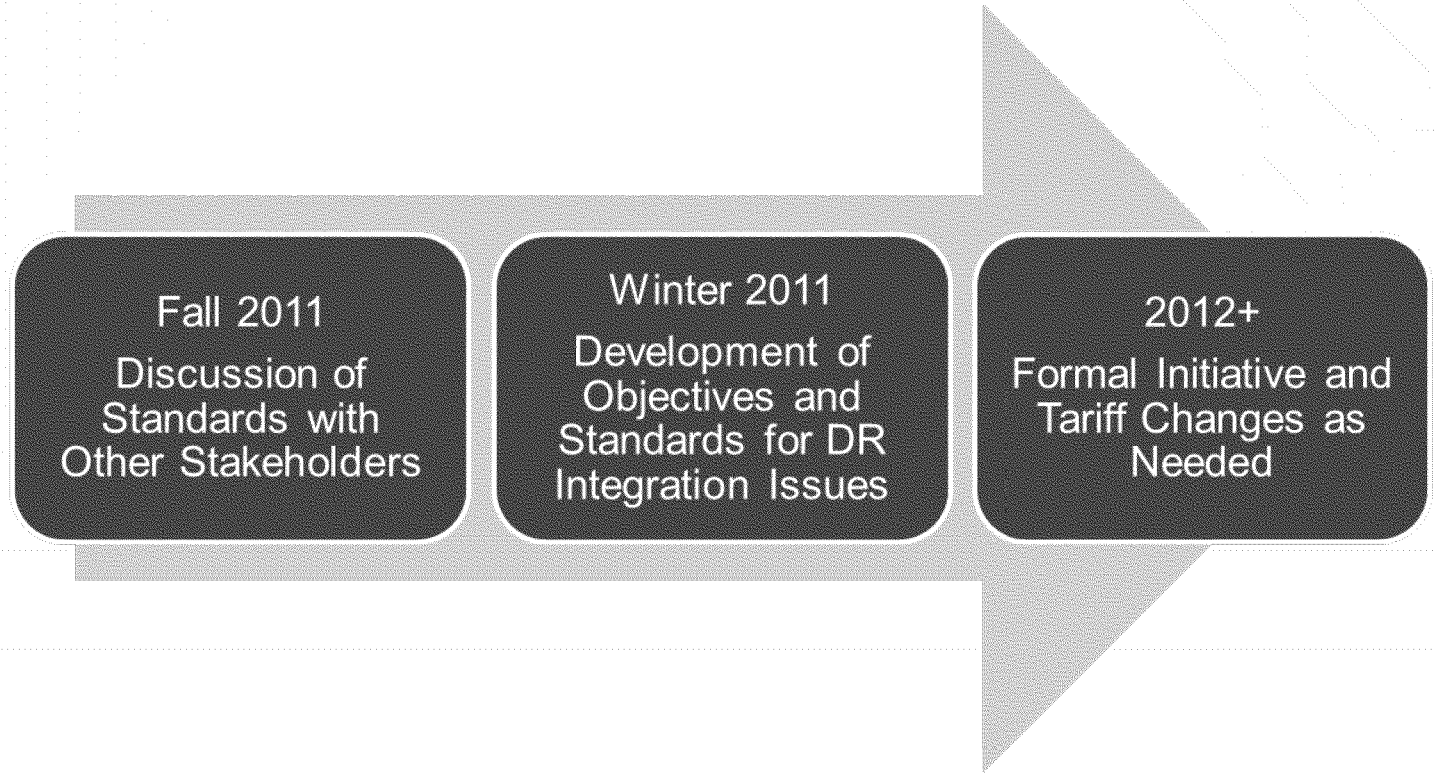 Fall 2011
Discussion of
Standards with
Other Stakeholders
Winter 2011
Development of
Objectives and
Standards for DR
Integration Issues
2012+
Formal Initiative and
Tariff Changes as
Needed